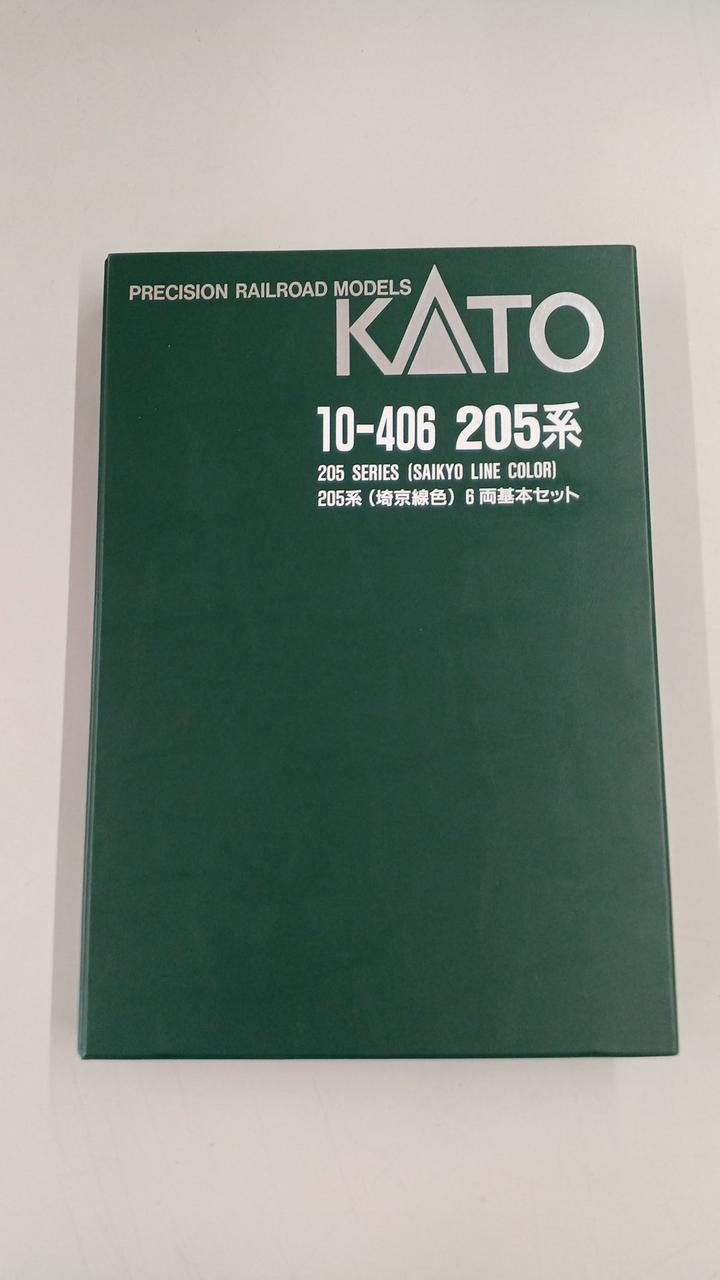 PRECISION RAILROAD MODELS
KATO
10-406 205系
205 SERIES (SAIKYO LINE COLOR)
205系(埼京線色) 6両基本セット